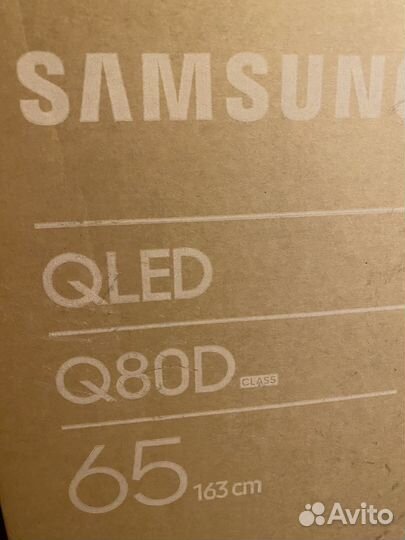 SAMSUNG
QLED
Q80D CLASS
65 163 cm
Avito